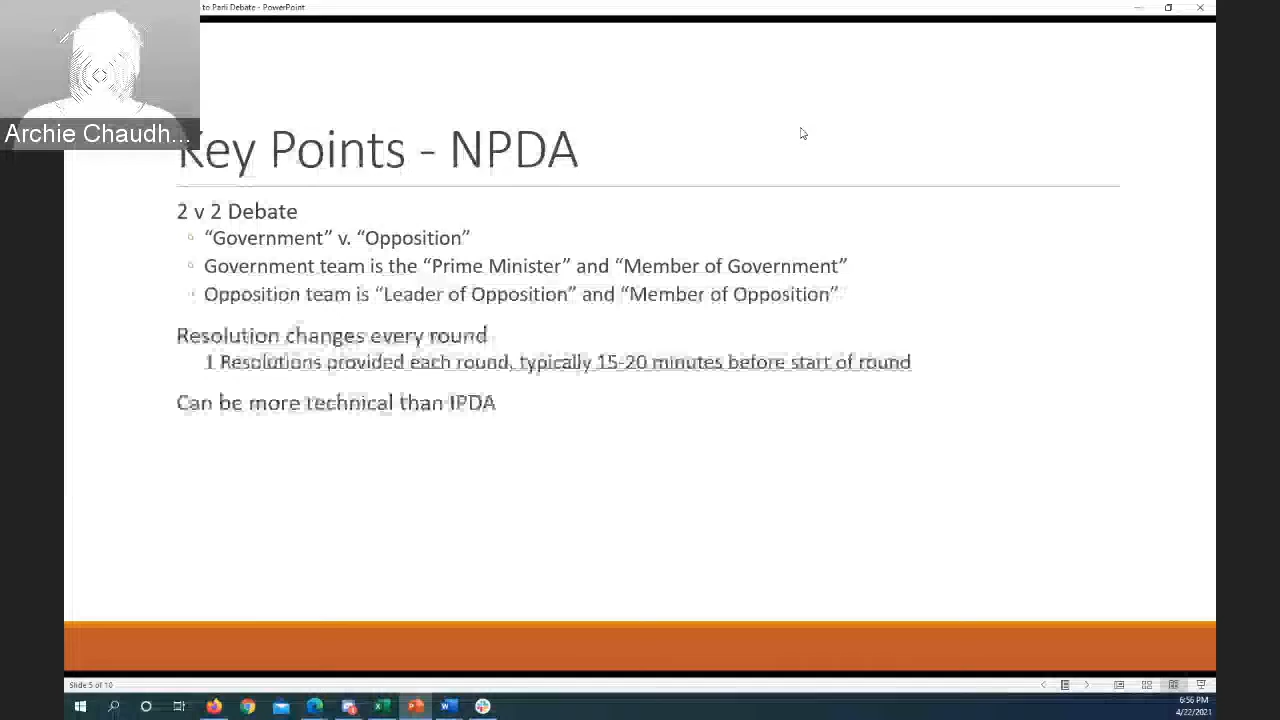 to Parli Debate - PowerPoint
Archie Chaudh...
Key Points - NPDA
2 v 2 Debate
“Government” v. “Opposition”
Government team is the “Prime Minister” and “Member of Government”
Opposition team is “Leader of Opposition” and “Member of Opposition”
Resolution changes every round
1 Resolutions provided each round, typically 15-20 minutes before start of round
Can be more technical than IPDA
Slide 5 of 10
6:56 PM
4/22/2021